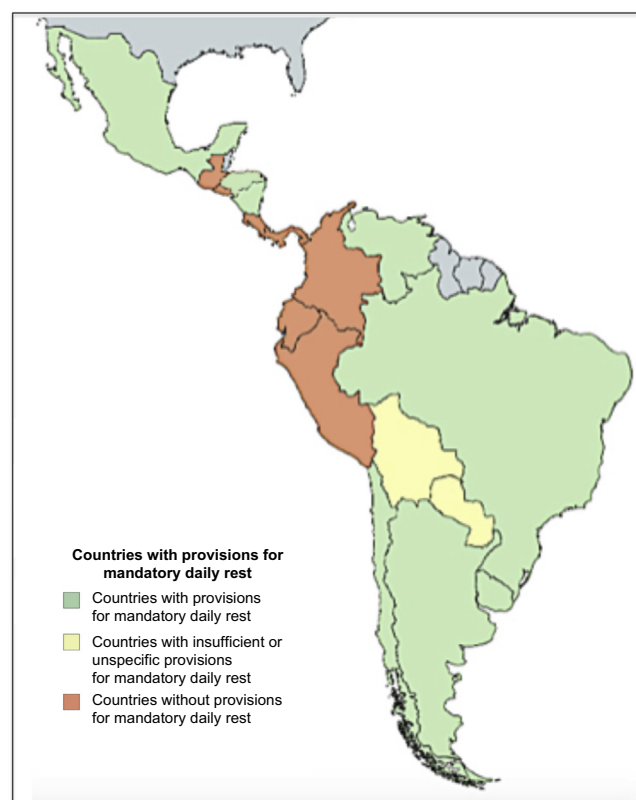 Countries with provisions for
mandatory daily rest
Countries with provisions
for mandatory daily rest
Countries with insufficient or
unspecific provisions
for mandatory daily rest
Countries without provisions
for mandatory daily rest